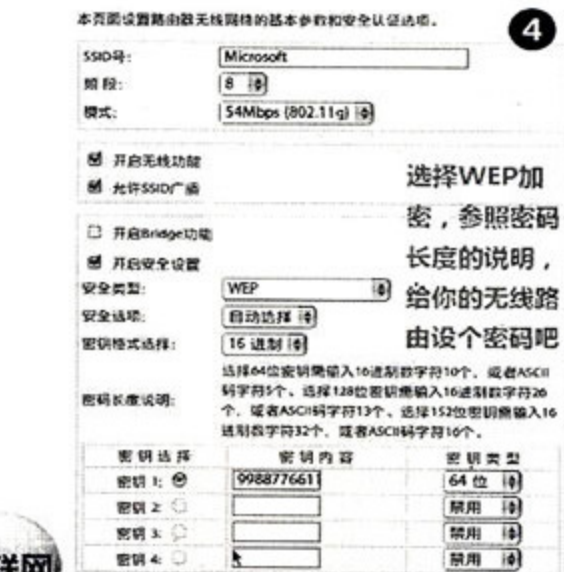 本页面设置路由器无线网络的基本参数和安全认证选项。
4
SSID号: Microsoft
频 段: 8
模式: 54Mbps (802.11g)
开启无线功能
允许SSID广播
开启Bridge功能
开启安全设置
选择WEP加
密,参照密码
长度的说明,
给你的无线路
由设个密码吧
安全类型: WEP
安全选项: 自动选择
密钥格式选择: 16 进制
密码长度说明:
选择64位密钥需输入16进制数字符10个、或者ASCII
码字符5个、选择128位密钥需输入16进制数字符26
个、或者ASCII码字符13个、选择152位密钥需输入16
进制数字符32个、或者ASCII码字符16个。
密 钥 选 择 密 钥 内 容 密 钥 类 型
密钥 1: 9988776611 64 位
密钥 2: 禁用
密钥 3: 禁用
密钥 4: 禁用